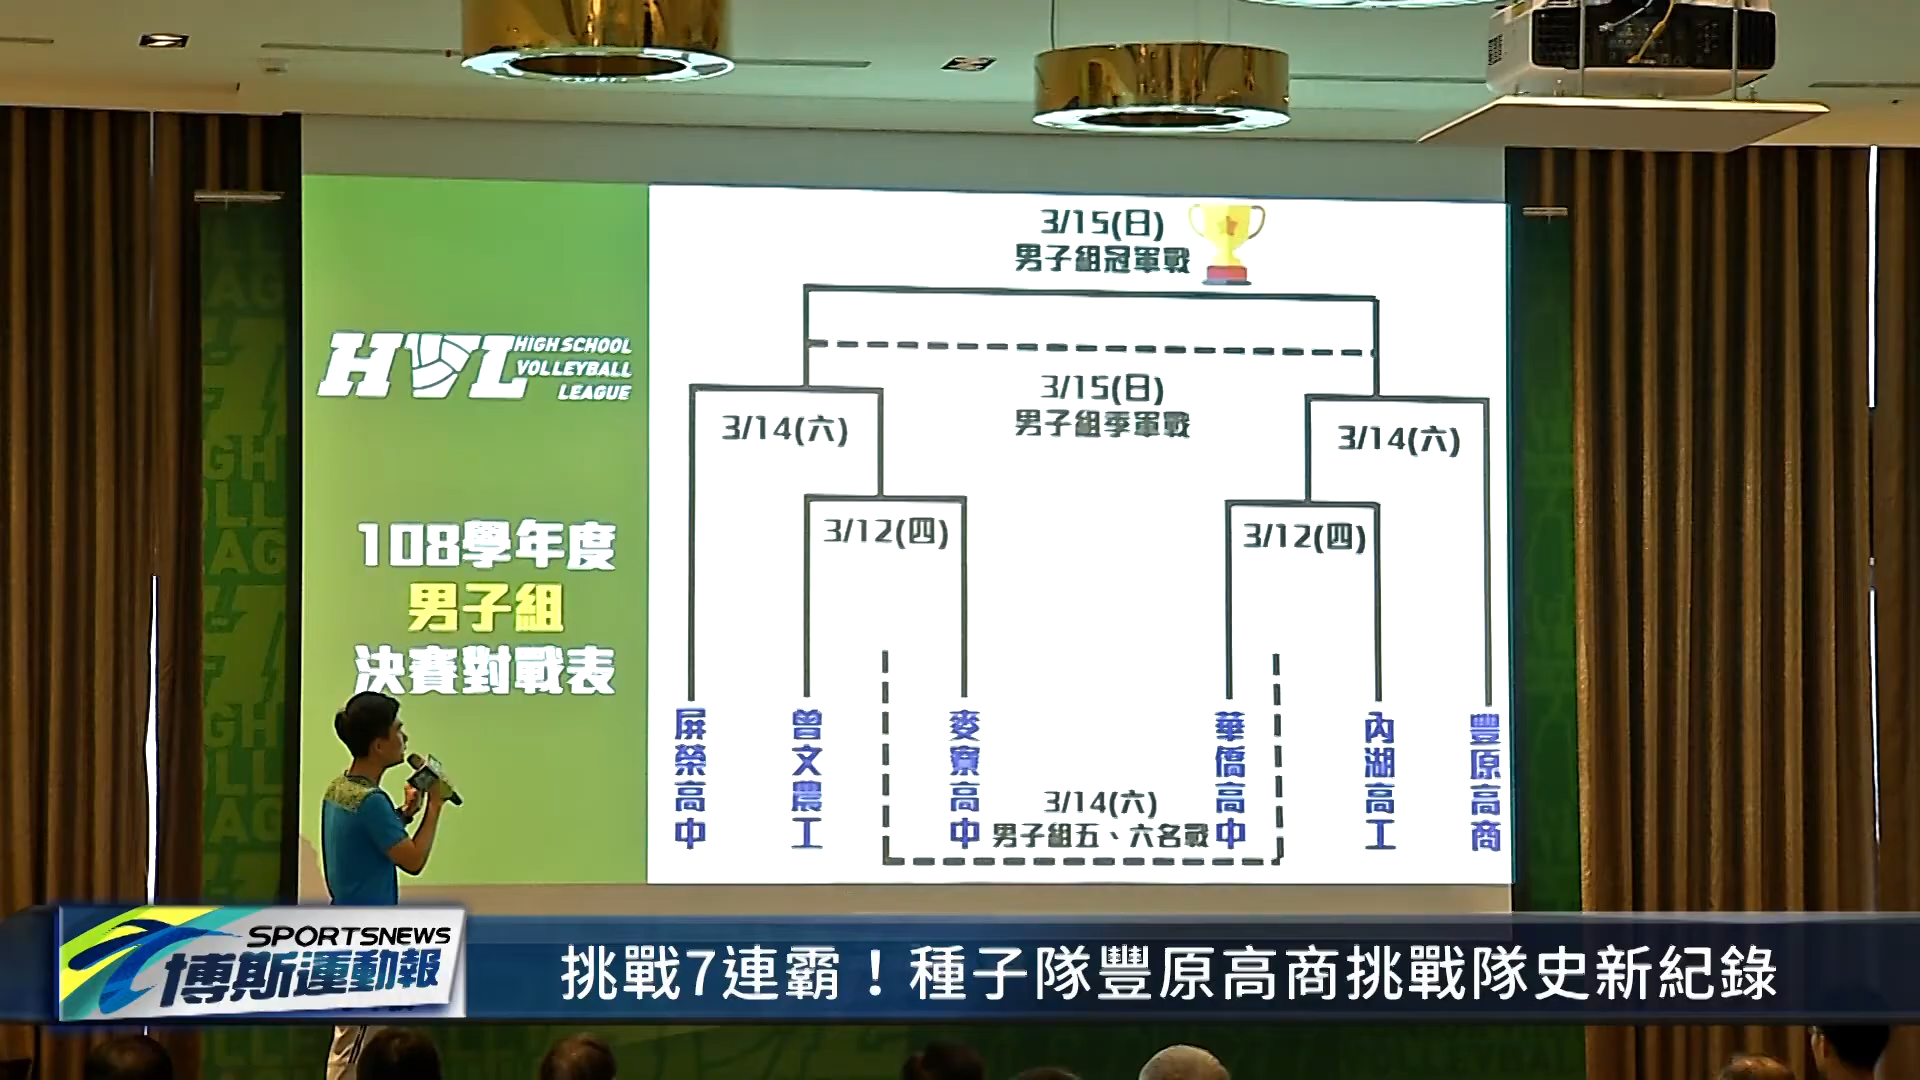 3/15(日)
男子組冠軍戰
HVL HIGH SCHOOL
VOLLEYBALL
LEAGUE
3/15(日)
男子組季軍戰
3/14(六)
3/14(六)
3/12(四)
3/12(四)
108學年度
男子組
決賽對戰表
屏榮高中
曾文農工
麥寮高中
華僑高中
內湖高工
豐原高商
3/14(六)
男子組五、六名戰
SPORTSNEWS
博斯運動報
挑戰7連霸！種子隊豐原高商挑戰隊史新紀錄